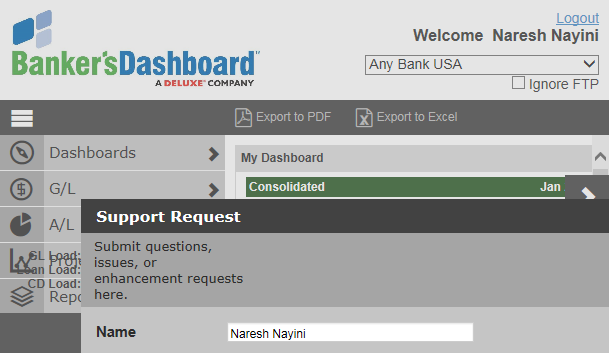 Logout
Welcome Naresh Nayini
Banker'sDashboard™
A DELUXE® COMPANY
Any Bank USA
Ignore FTP
Export to PDF Export to Excel
Dashboards
My Dashboard
G/L
Consolidated Jan
A/L
Support Request
Submit questions,
issues, or
enhancement requests
here.
GL Load:
Proje
Loan Load:
CD Load:
Repo
Name Naresh Nayini